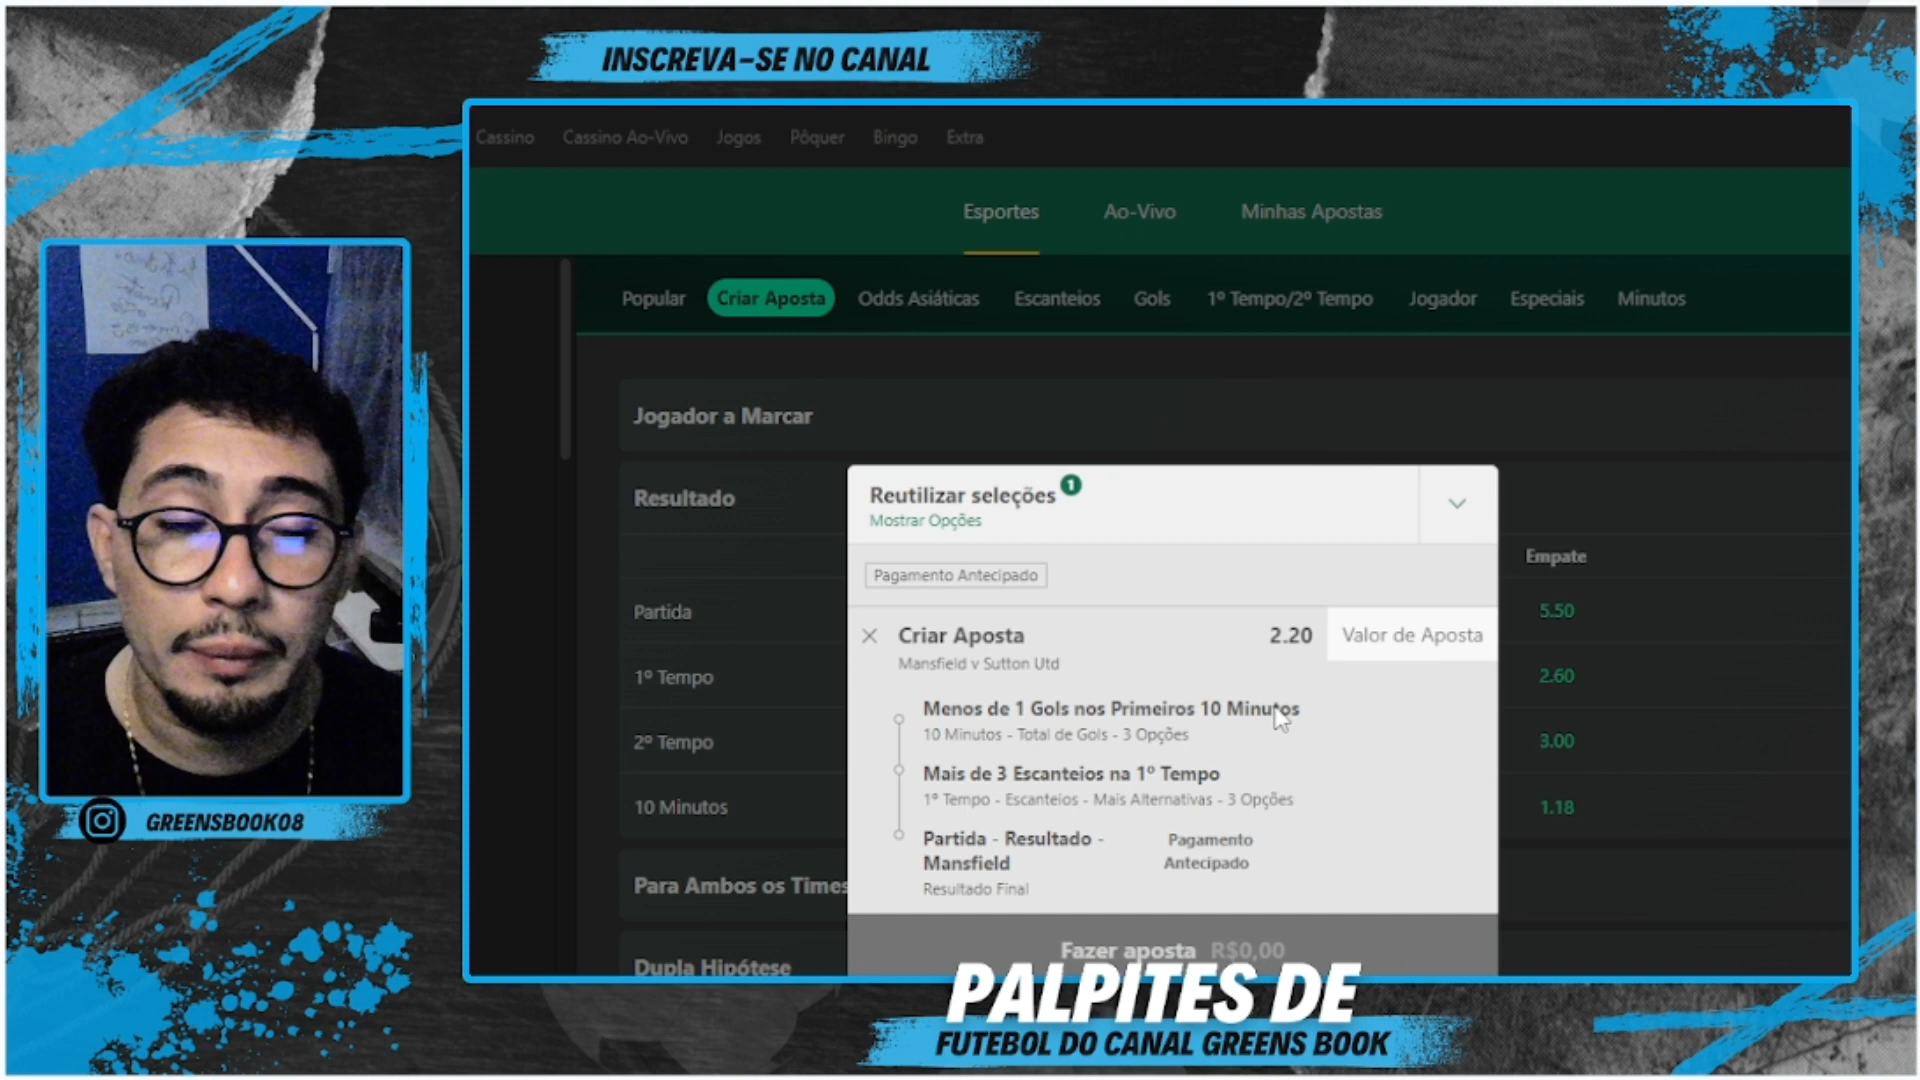 INSCREVA-SE NO CANAL
Cassino Cassino Ao-Vivo Jogos Pôquer Bingo Extra
Esportes Ao-Vivo Minhas Apostas
Popular Criar Aposta Odds Asiáticas Escanteios Gols 1º Tempo/2º Tempo Jogador Especiais Minutos
Jogador a Marcar
Resultado
Empate
Partida 5.50
1º Tempo 2.60
2º Tempo 3.00
10 Minutos 1.18
Para Ambos os Times
Dupla Hipótese
Reutilizar seleções 1
Mostrar Opções
Pagamento Antecipado
Criar Aposta 2.20 Valor de Aposta
Mansfield v Sutton Utd
Menos de 1 Gols nos Primeiros 10 Minutos
10 Minutos - Total de Gols - 3 Opções
Mais de 3 Escanteios na 1º Tempo
1º Tempo - Escanteios - Mais Alternativas - 3 Opções
Partida - Resultado - Pagamento
Mansfield Antecipado
Resultado Final
Fazer aposta R$0,00
GREENSBOOK08
PALPITES DE
FUTEBOL DO CANAL GREENS BOOK